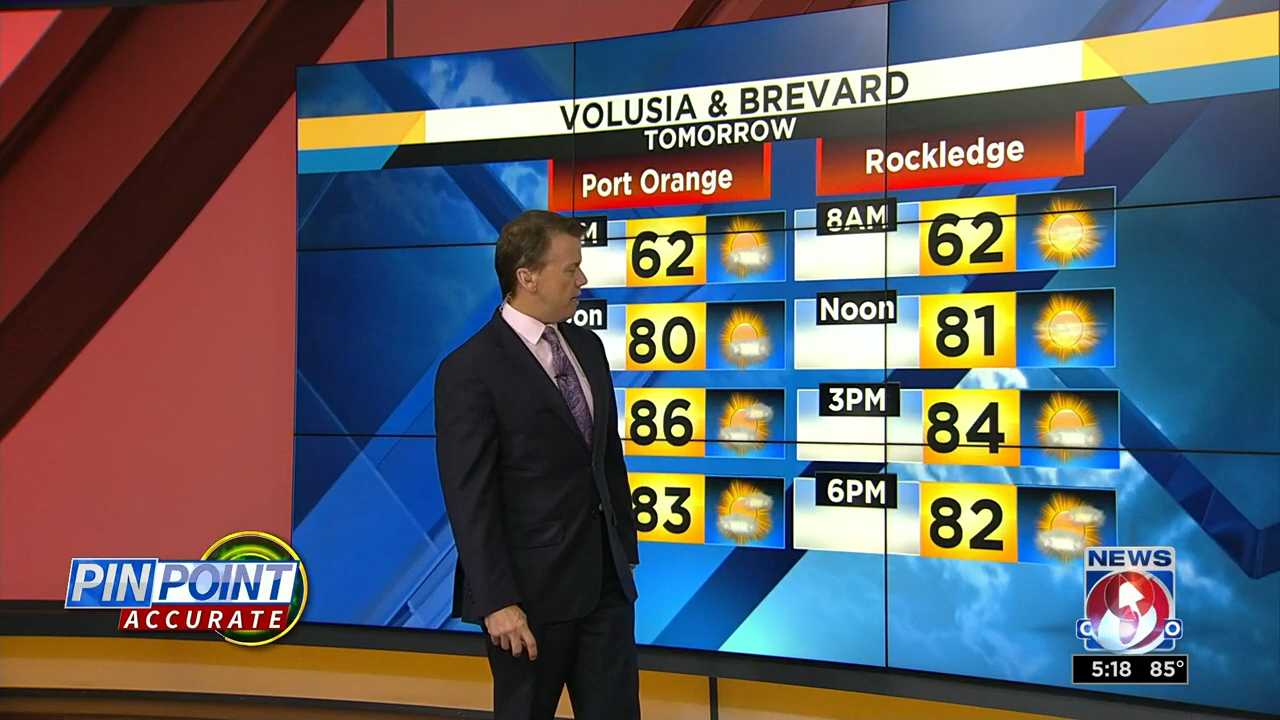 VOLUSIA & BREVARD
TOMORROW
Port Orange
Rockledge
M 62
8AM 62
on 80
Noon 81
86
3PM 84
83
6PM 82
PINPOINT
ACCURATE
NEWS
6
5:18 85°